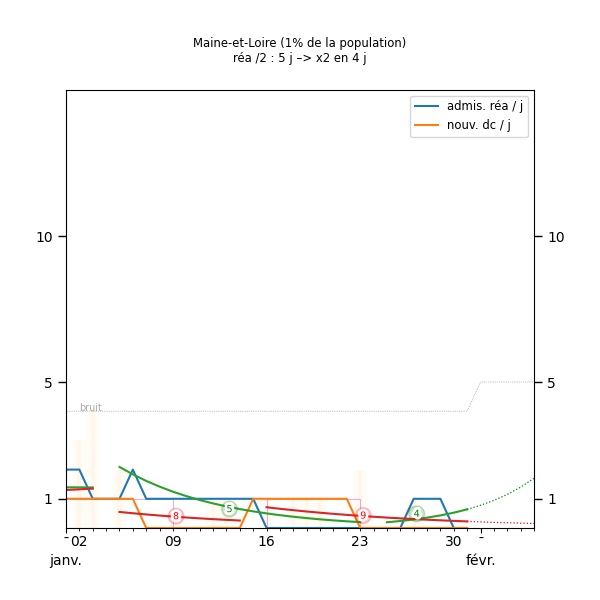 Maine-et-Loire (1% de la population)
réa /2 : 5 j –> x2 en 4 j
admis. réa / j
nouv. dc / j
10
10
5
5
bruit
1
1
8
5
9
4
02
09
16
23
30
janv.
févr.